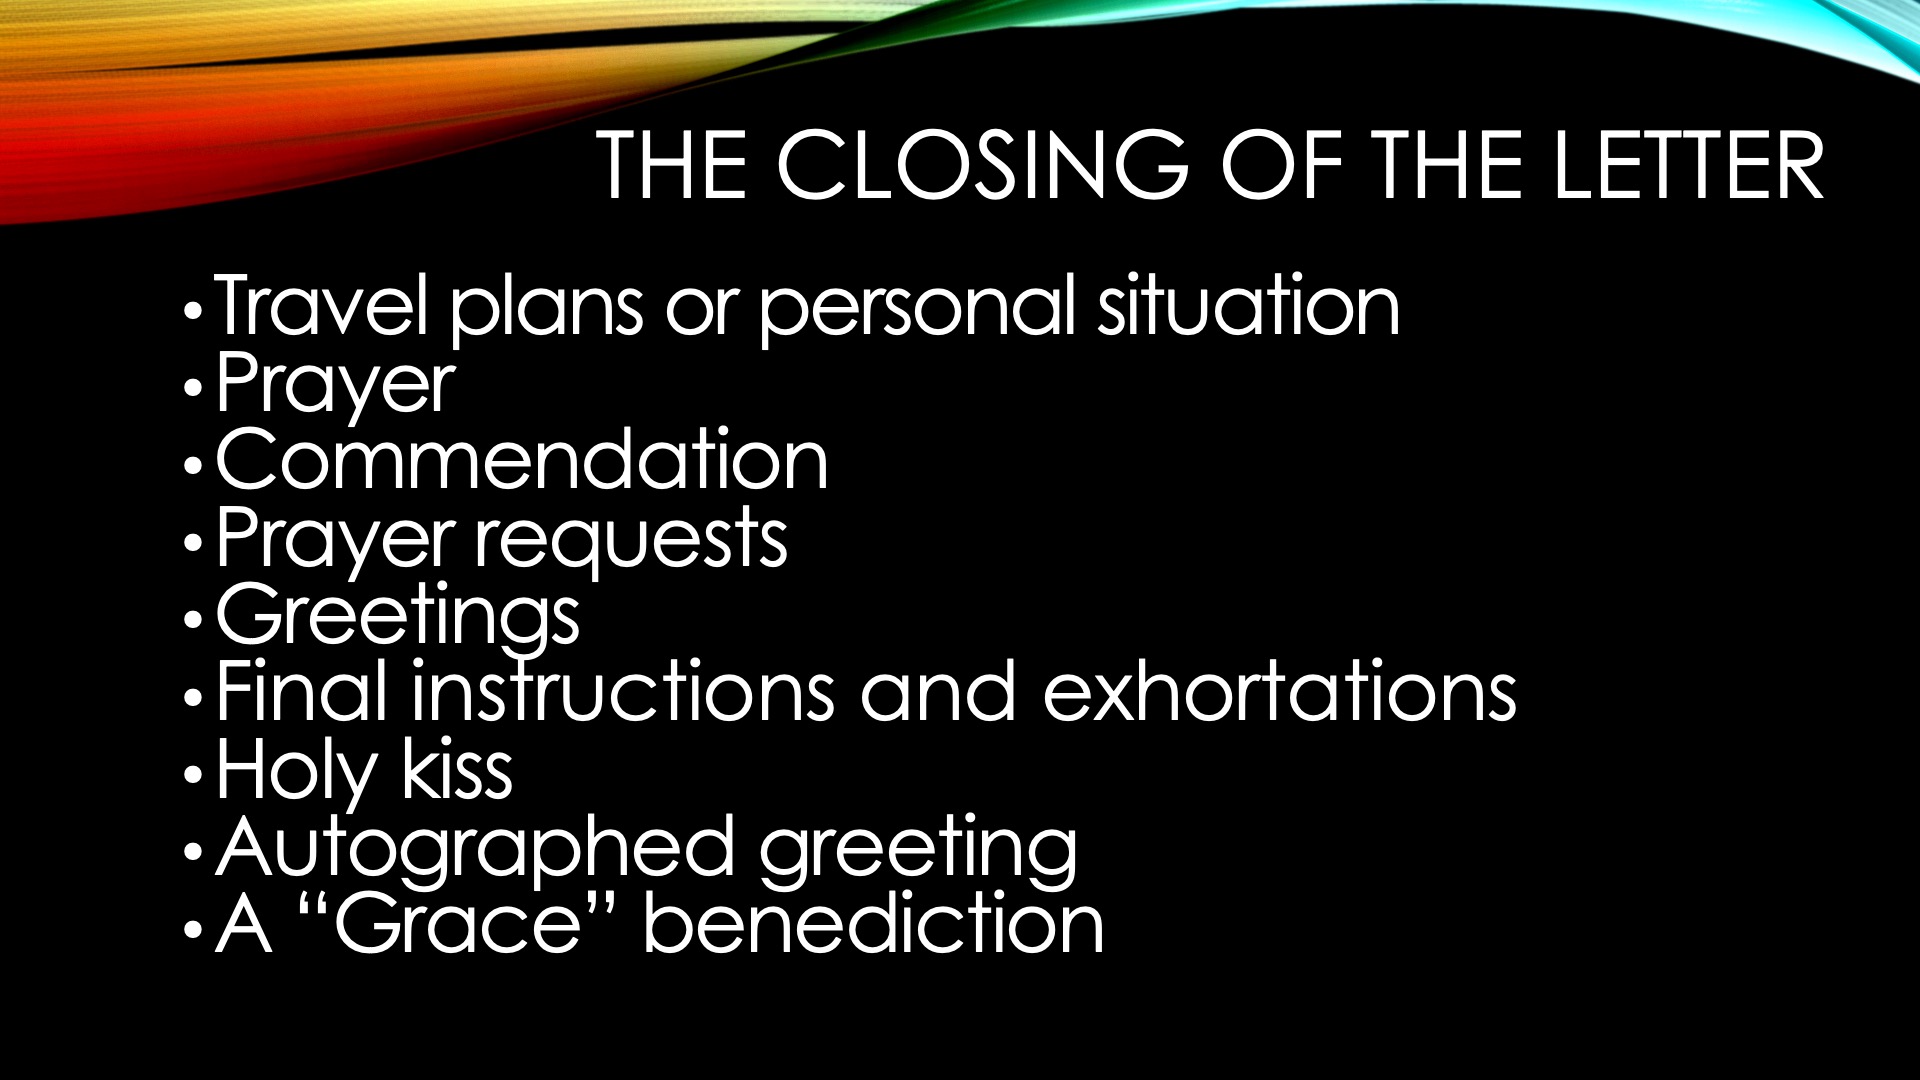 THE CLOSING OF THE LETTER
• Travel plans or personal situation
• Prayer
• Commendation
• Prayer requests
• Greetings
• Final instructions and exhortations
• Holy kiss
• Autographed greeting
• A “Grace” benediction